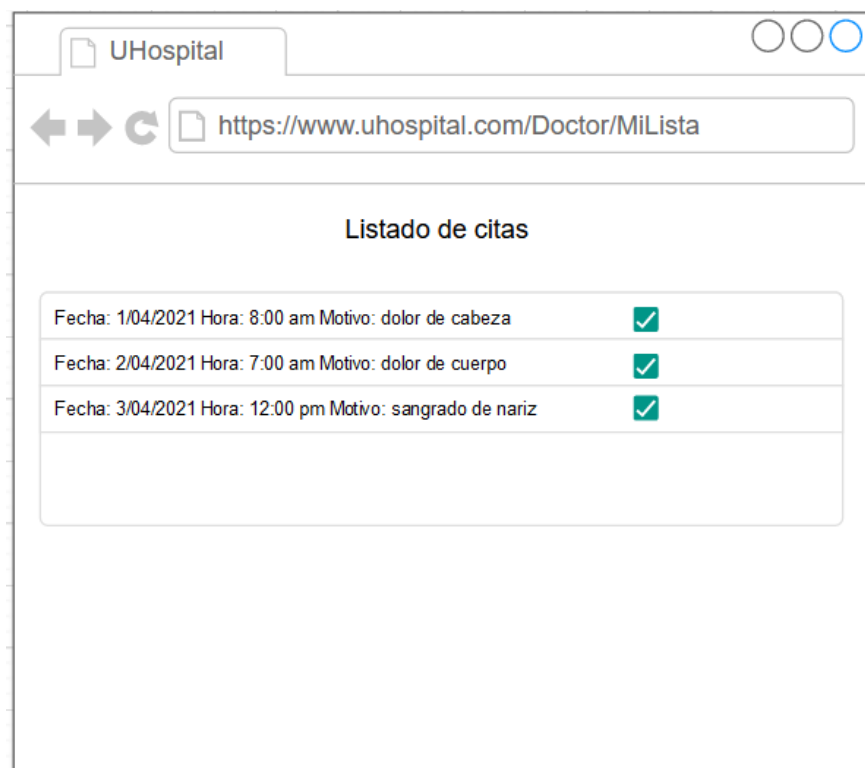 UHospital
https://www.uhospital.com/Doctor/MiLista
Listado de citas
Fecha: 1/04/2021 Hora: 8:00 am Motivo: dolor de cabeza
Fecha: 2/04/2021 Hora: 7:00 am Motivo: dolor de cuerpo
Fecha: 3/04/2021 Hora: 12:00 pm Motivo: sangrado de nariz